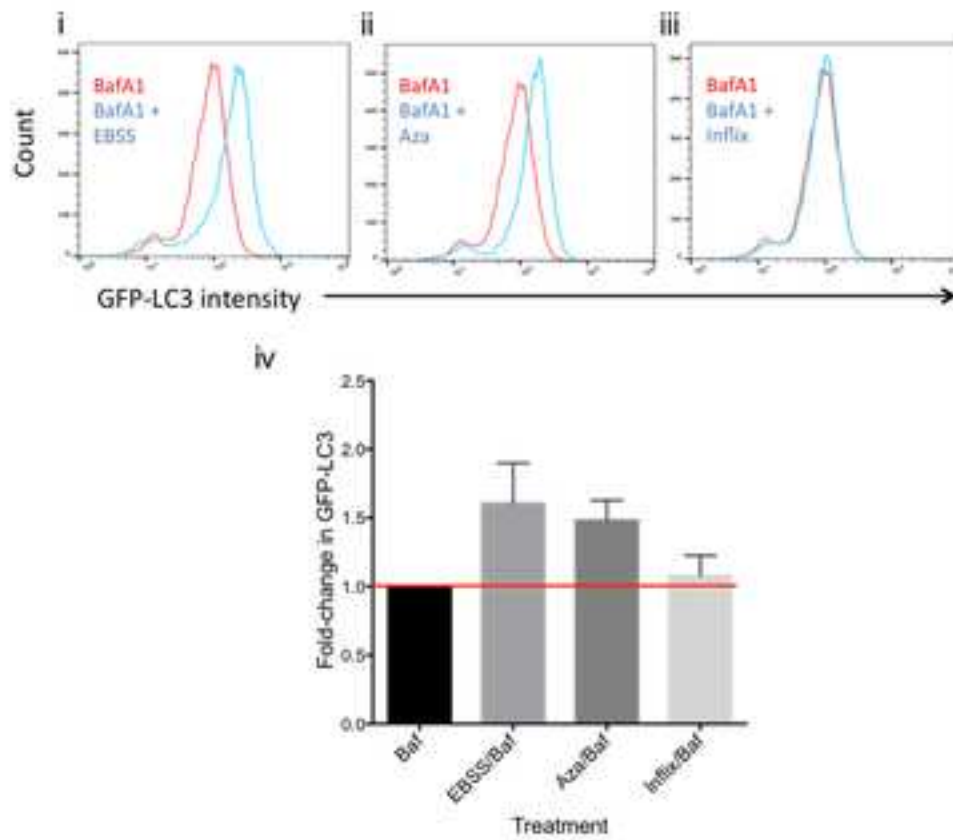 i
ii
iii
BafA1
BafA1 +
EBSS
BafA1
BafA1 +
Aza
BafA1
BafA1 +
Inflix
Count
GFP-LC3 intensity
iv
2.5
2.0
1.5
1.0
0.5
0.0
Fold-change in GFP-LC3
Baf
EBSS/Baf
Aza/Baf
Inflix/Baf
Treatment